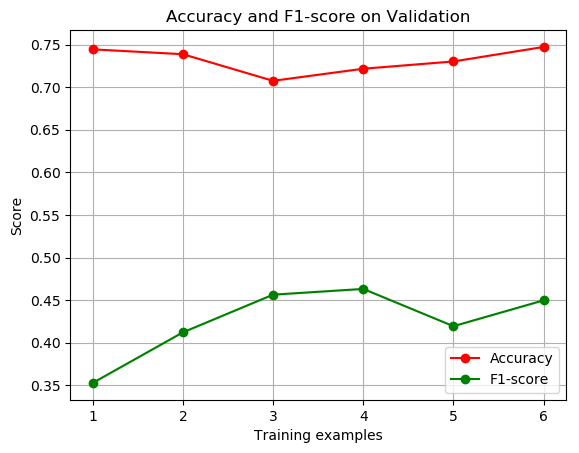 Accuracy and F1-score on Validation
0.75
0.70
0.65
0.60
0.55
0.50
0.45
0.40
0.35
Score
1 2 3 4 5 6
Training examples
Accuracy
F1-score